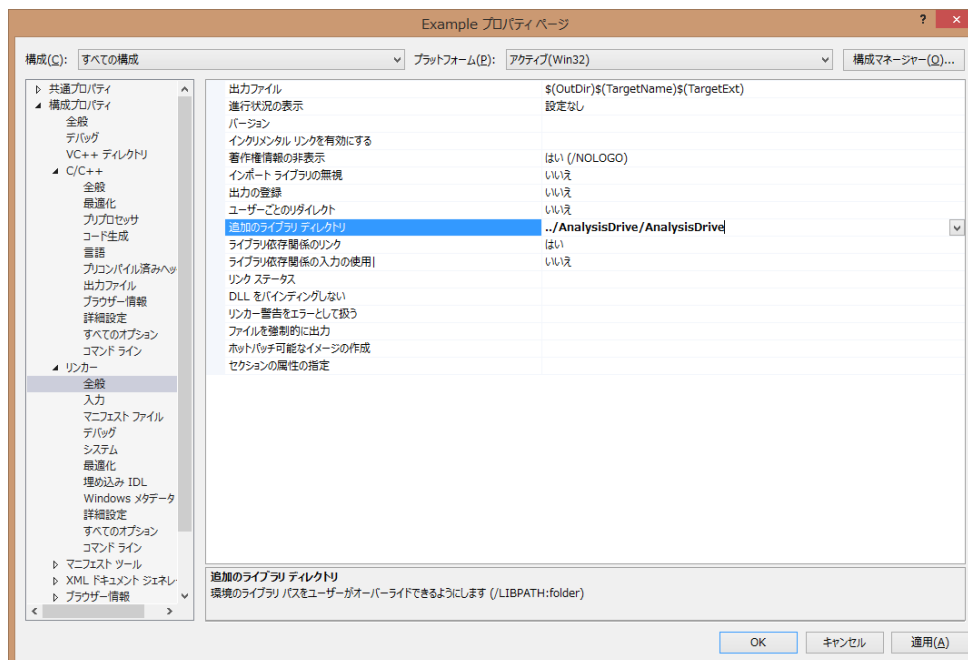 Example プロパティ ページ
? ×
構成(C): すべての構成 プラットフォーム(P): アクティブ(Win32) 構成マネージャー(O)...
共通プロパティ
構成プロパティ
全般
デバッグ
VC++ ディレクトリ
C/C++
全般
最適化
プリプロセッサ
コード生成
言語
プリコンパイル済みヘッ
出力ファイル
ブラウザー情報
詳細設定
すべてのオプション
コマンド ライン
リンカー
全般
入力
マニフェスト ファイル
デバッグ
システム
最適化
埋め込み IDL
Windows メタデータ
詳細設定
すべてのオプション
コマンド ライン
マニフェスト ツール
XML ドキュメント ジェネレー
ブラウザー情報
出力ファイル $(OutDir)$(TargetName)$(TargetExt)
進行状況の表示 設定なし
バージョン
インクリメンタル リンクを有効にする
著作権情報の非表示 はい (/NOLOGO)
インポート ライブラリの無視 いいえ
出力の登録 いいえ
ユーザーごとのリダイレクト いいえ
追加のライブラリ ディレクトリ ../AnalysisDrive/AnalysisDrive
ライブラリ依存関係のリンク はい
ライブラリ依存関係の入力の使用| いいえ
リンク ステータス
DLL をバインディングしない
リンカー警告をエラーとして扱う
ファイルを強制的に出力
ホットパッチ可能なイメージの作成
セクションの属性の指定
追加のライブラリ ディレクトリ
環境のライブラリ パスをユーザーがオーバーライドできるようにします (/LIBPATH:folder)
OK キャンセル 適用(A)